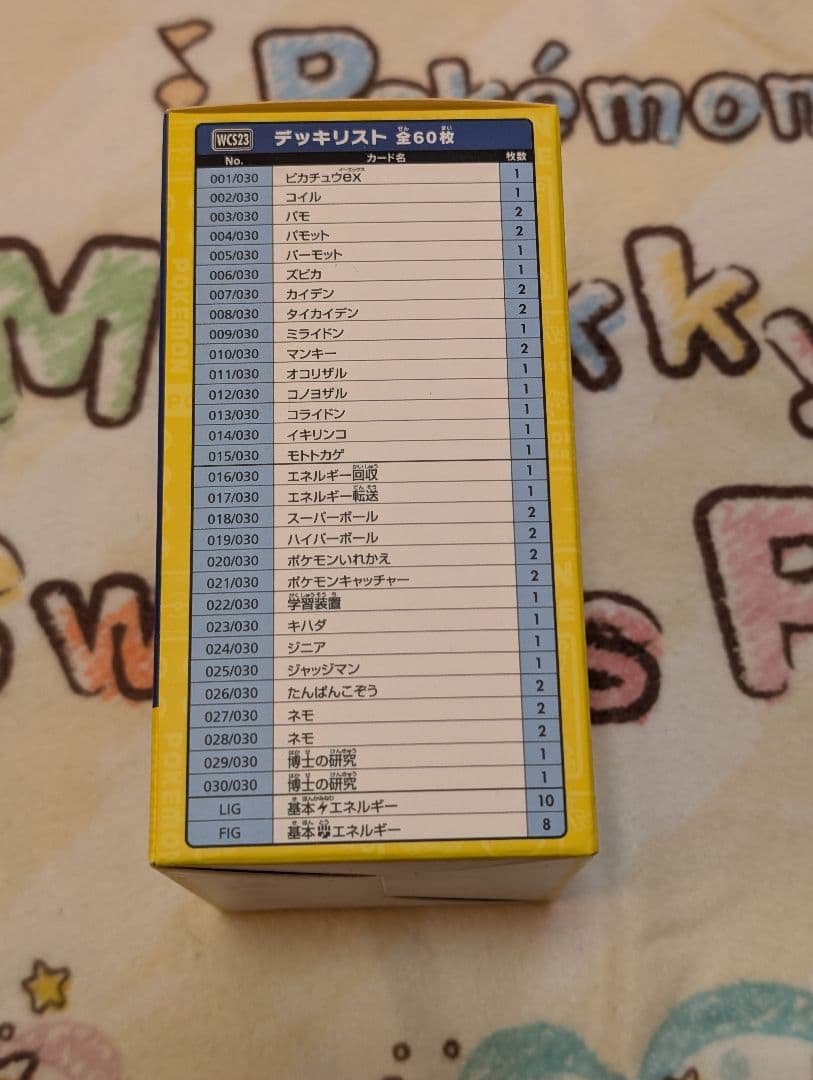 Pokémon
WCS23 デッキリスト 全60枚
No. カード名 枚数
001/030 ピカチュウex 1
002/030 コイル 1
003/030 パモ 2
004/030 パモット 2
005/030 パーモット 1
006/030 ズピカ 1
007/030 カイデン 2
008/030 タイカイデン 2
009/030 ミライドン 1
010/030 マンキー 2
011/030 オコリザル 1
012/030 コノヨザル 1
013/030 コライドン 1
014/030 イキリンコ 1
015/030 モトトカゲ 1
016/030 エネルギー回収 1
017/030 エネルギー転送 1
018/030 スーパーボール 2
019/030 ハイパーボール 2
020/030 ポケモンいれかえ 2
021/030 ポケモンキャッチャー 2
022/030 学習装置 1
023/030 キハダ 1
024/030 ジニア 1
025/030 ジャッジマン 1
026/030 たんぱんこぞう 2
027/030 ネモ 2
028/030 ネモ 2
029/030 博士の研究 1
030/030 博士の研究 1
LIG 基本エネルギー 10
FIG 基本エネルギー 8
POKEMON